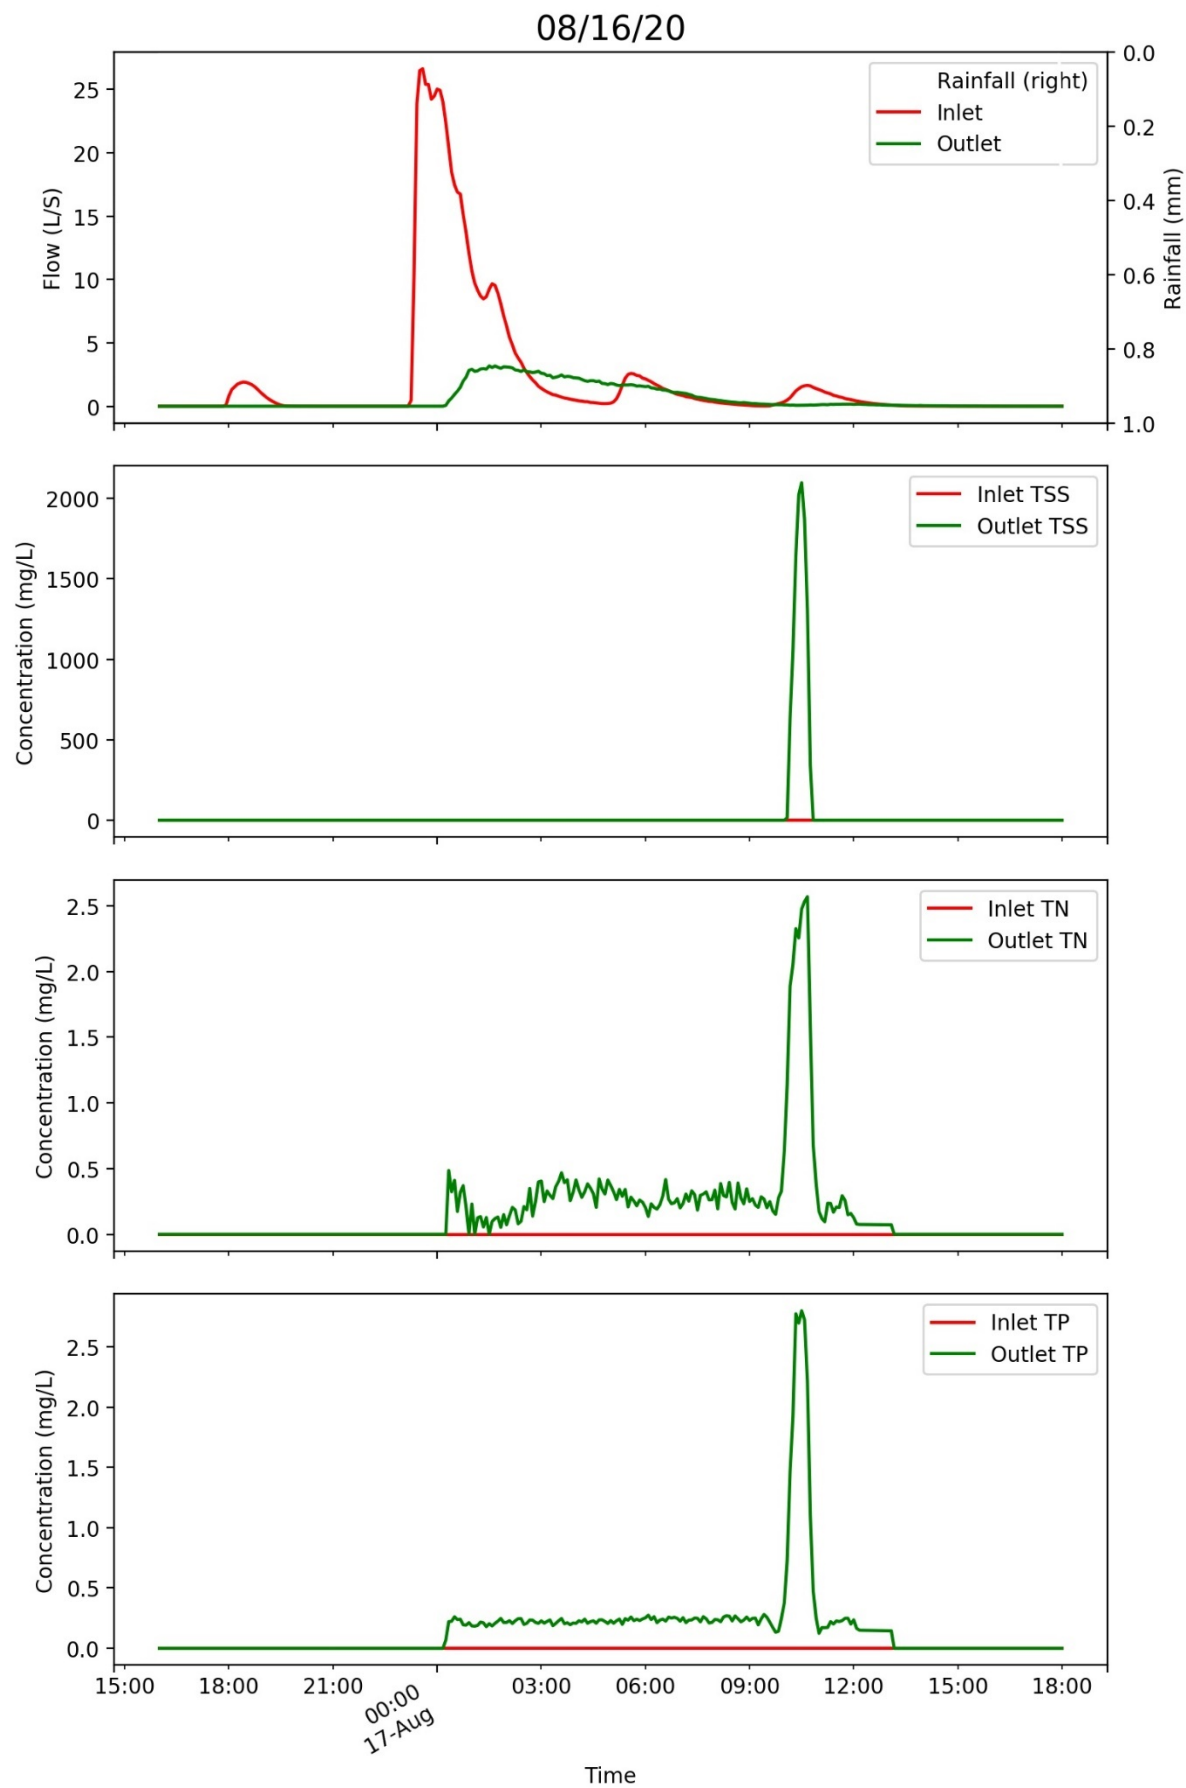 08/16/20
Rainfall (right)
Inlet
Outlet
Flow (L/S)
25
20
15
10
5
0
0.0
0.2
0.4
0.6
0.8
1.0
Rainfall (mm)
Inlet TSS
Outlet TSS
Concentration (mg/L)
2000
1500
1000
500
0
Inlet TN
Outlet TN
Concentration (mg/L)
2.5
2.0
1.5
1.0
0.5
0.0
Inlet TP
Outlet TP
Concentration (mg/L)
2.5
2.0
1.5
1.0
0.5
0.0
15:00 18:00 21:00 00:00 03:00 06:00 09:00 12:00 15:00 18:00
17-Aug
Time